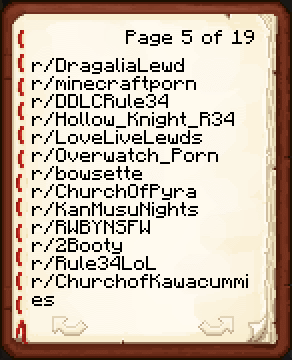 Page 5 of 19
r/DragaliaLewd
r/minecraftporn
r/DDLCRule34
r/Hollow_Knight_R34
r/LoveLiveLewds
r/Overwatch_Porn
r/bowsette
r/ChurchOfPyra
r/KanMusuNights
r/RWBYNSFW
r/2Booty
r/Rule34LoL
r/ChurchofKawacummi
es